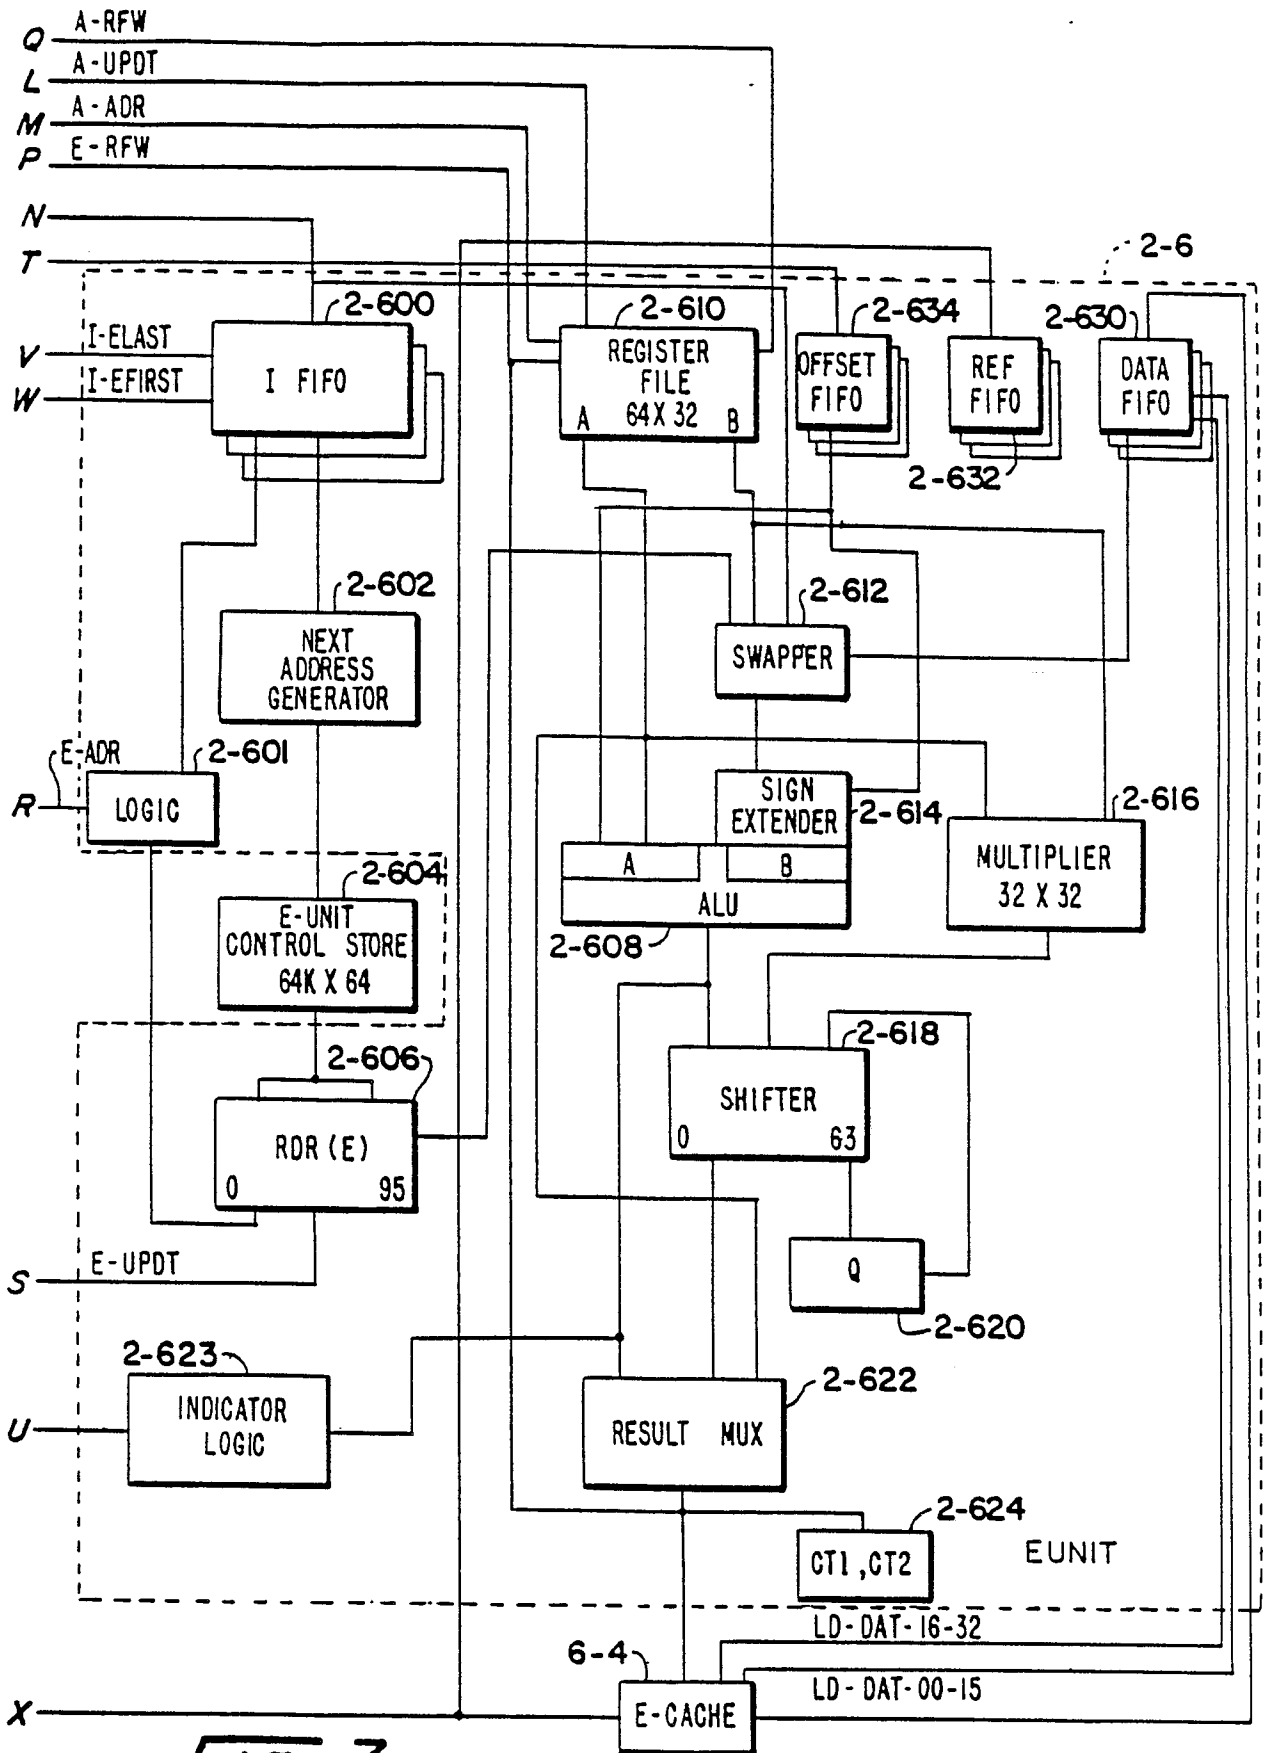 Q A-RFW
L A-UPDT
M A-ADR
P E-RFW
N
T
2-6
2-600
2-610
2-634
2-630
V I-ELAST
W I-EFIRST
I FIFO
REGISTER
FILE
64X32
A B
OFFSET
FIFO
REF
FIFO
DATA
FIFO
2-632
2-602
2-612
NEXT
ADDRESS
GENERATOR
SWAPPER
E-ADR
2-601
R
LOGIC
SIGN
EXTENDER
2-614
2-616
A B
ALU
MULTIPLIER
32 X 32
2-604
E-UNIT
CONTROL STORE
64K X 64
2-608
2-618
2-606
SHIFTER
0 63
RDR (E)
0 95
S E-UPDT
Q
2-620
2-623
2-622
U
INDICATOR
LOGIC
RESULT MUX
2-624
CT1,CT2
EUNIT
LD-DAT-16-32
6-4
LD-DAT-00-15
X
E-CACHE